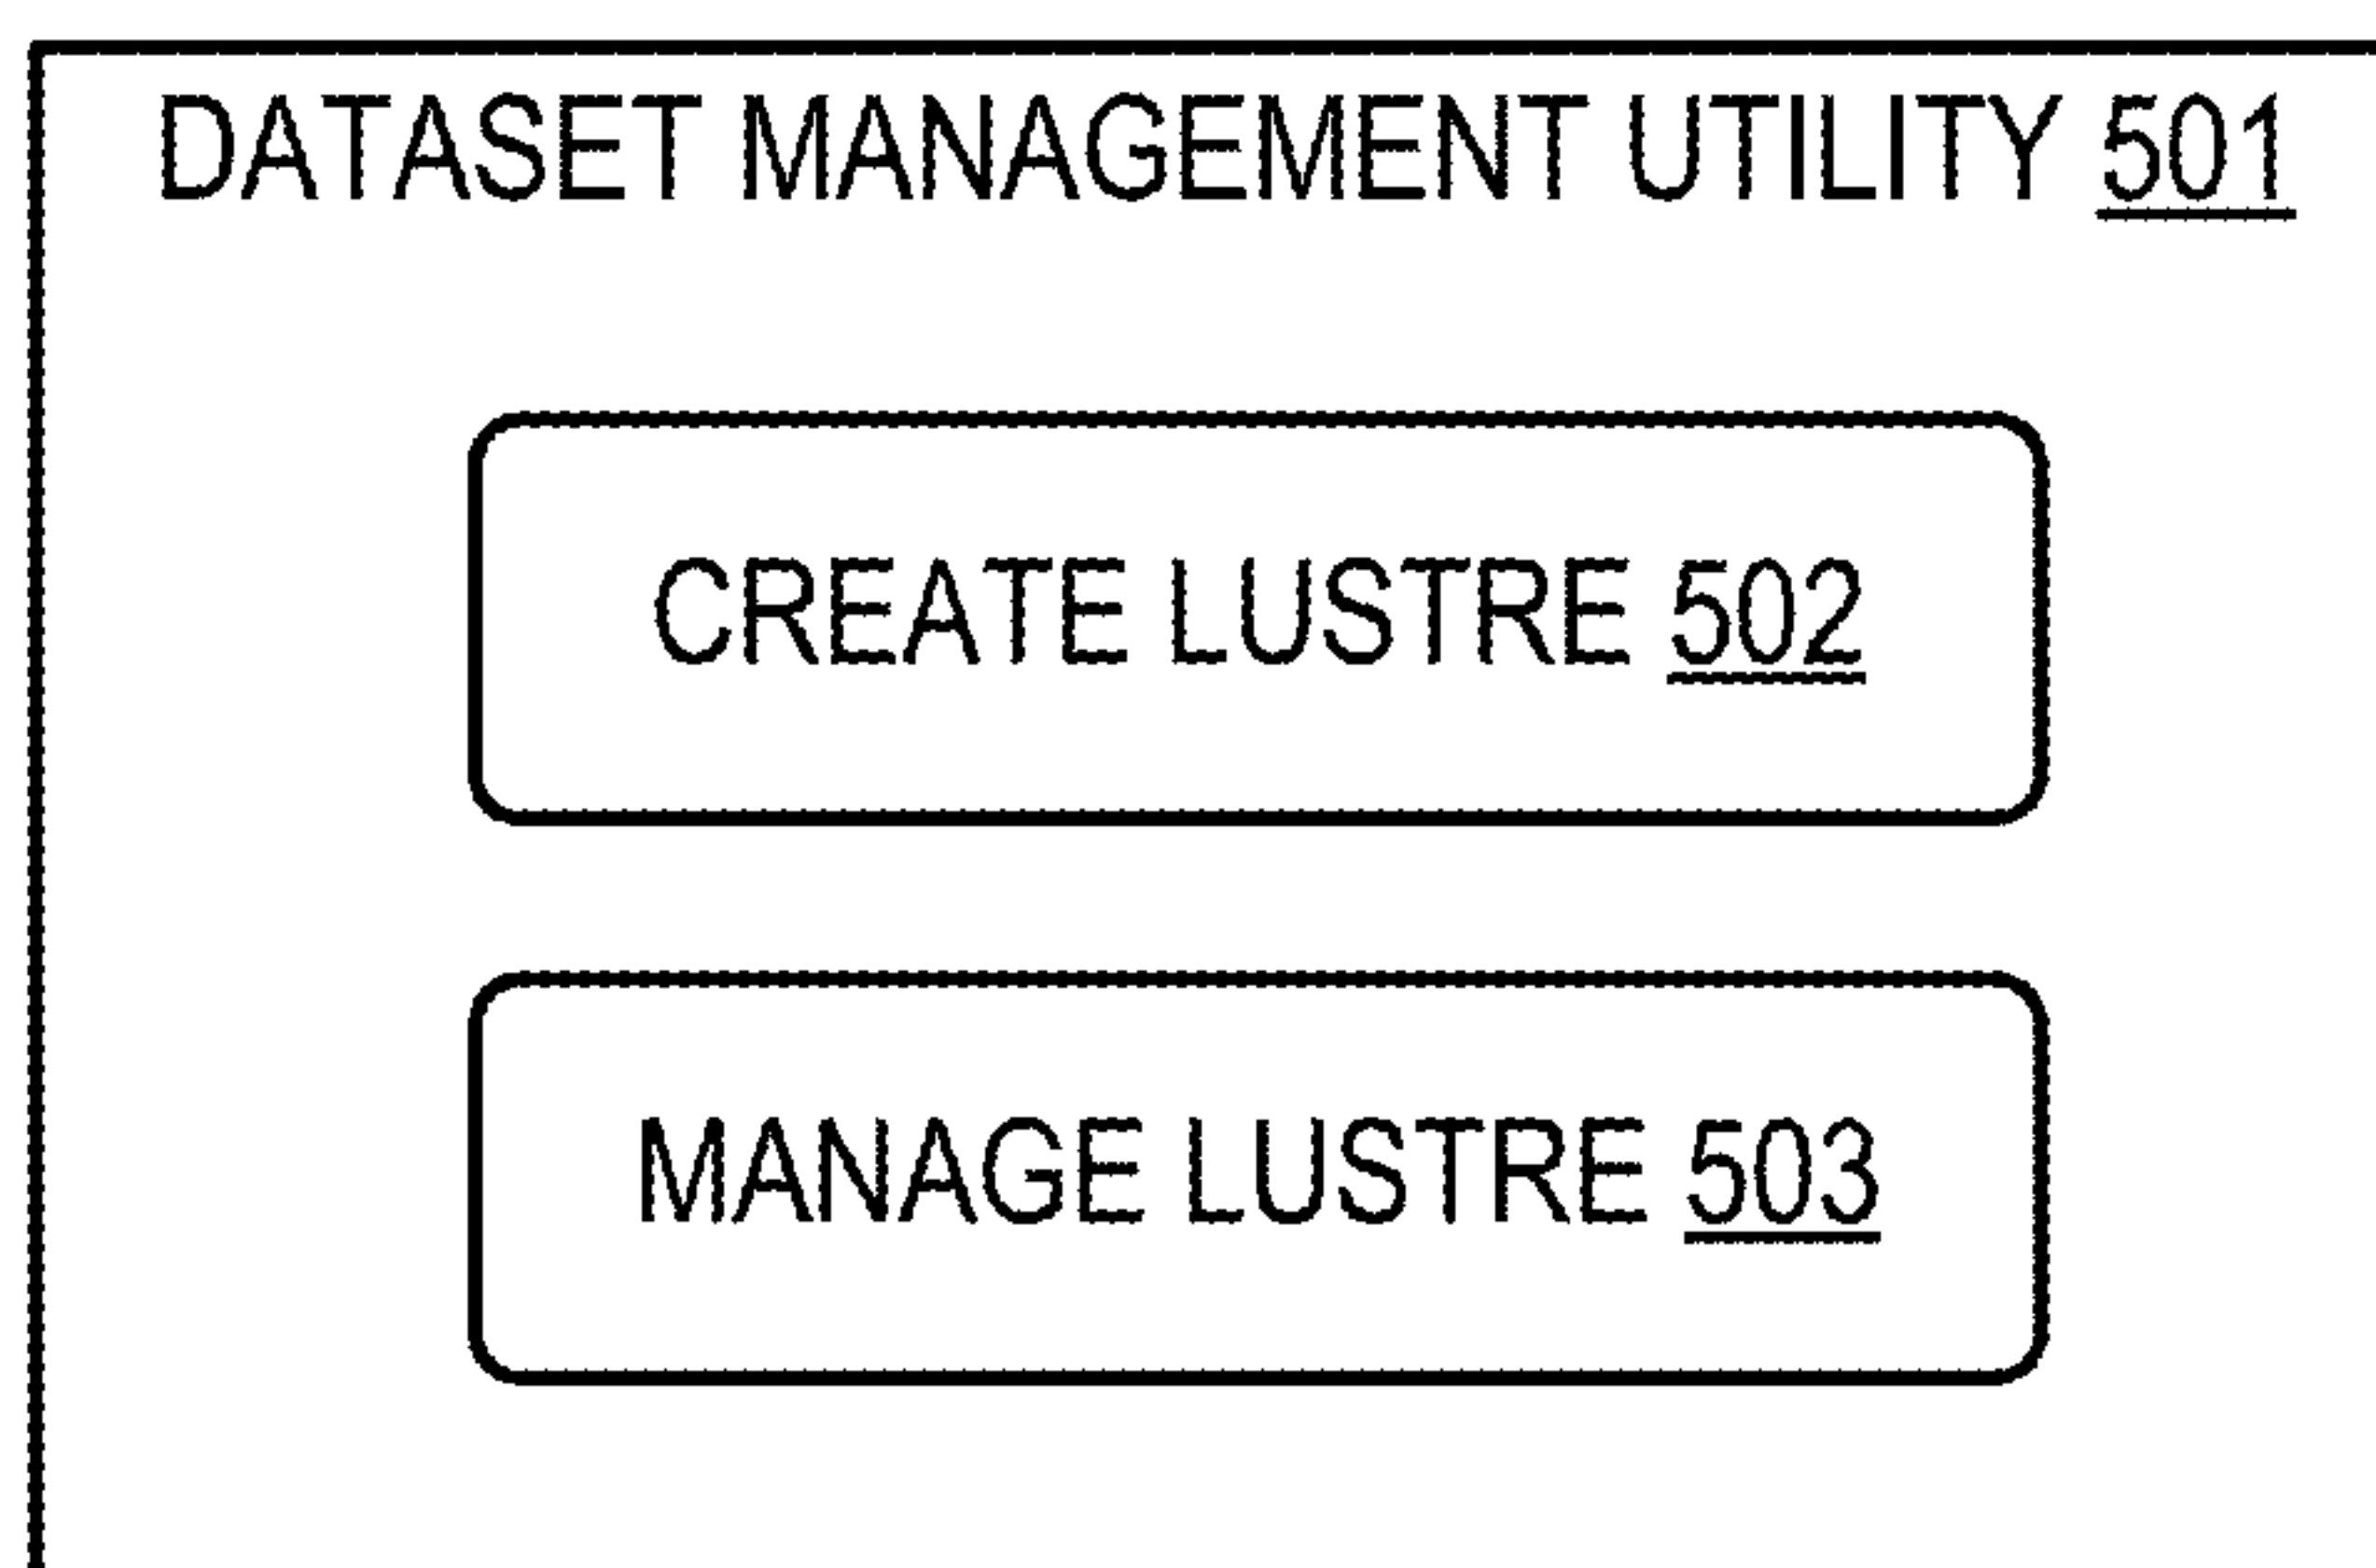 DATASET MANAGEMENT UTILITY 501
CREATE LUSTRE 502
MANAGE LUSTRE 503